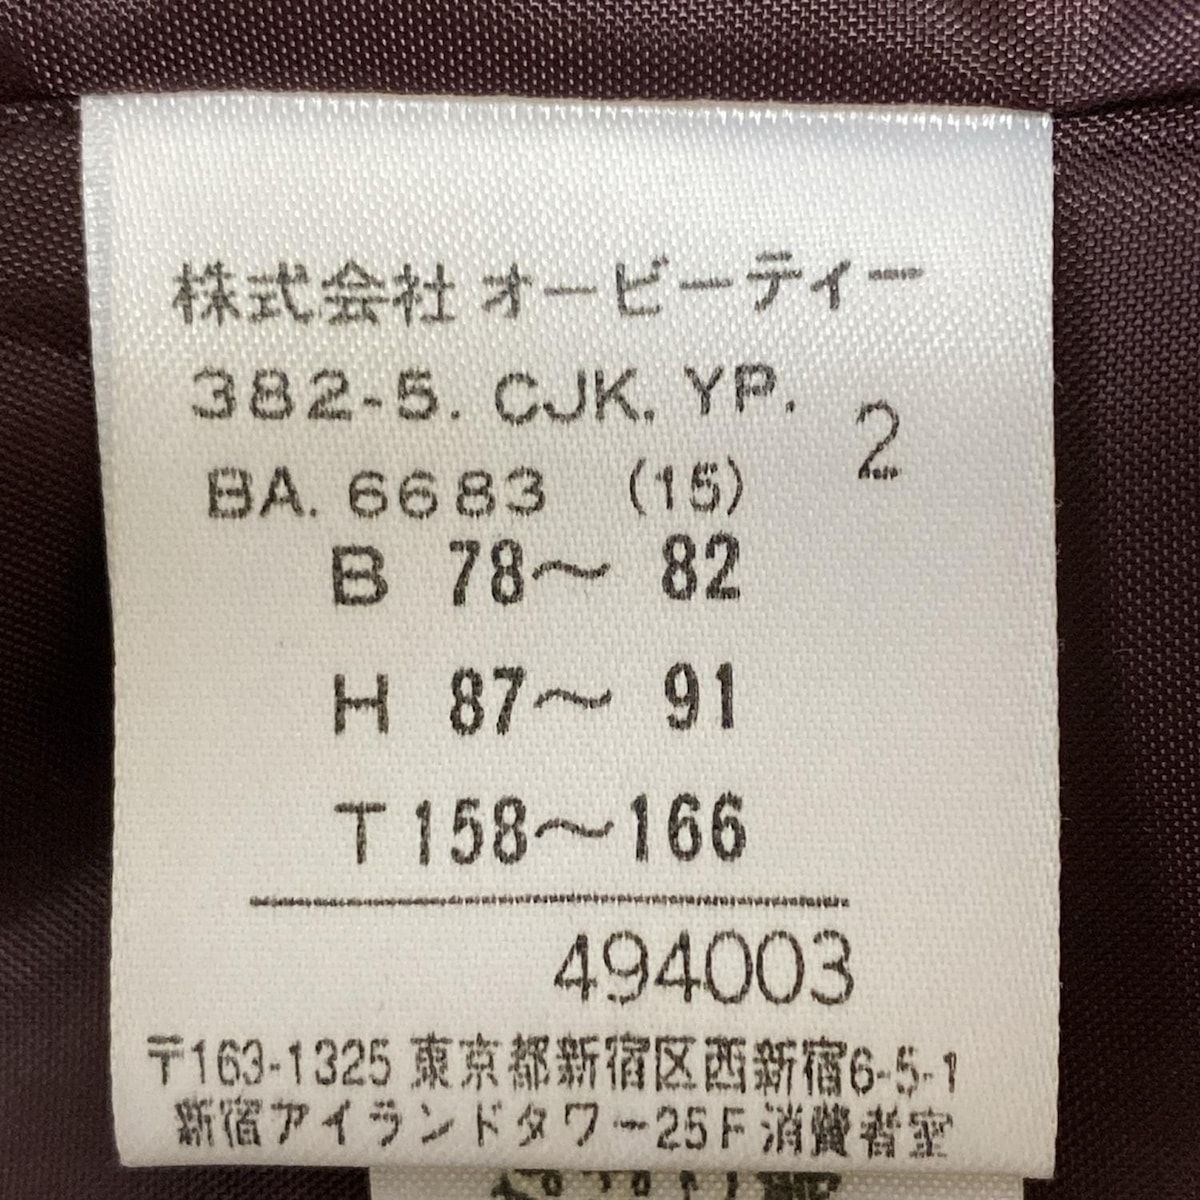 株式会社 オービーティー
382-5. CJK. YP.
2
BA. 6683 (15)
B 78～ 82
H 87～ 91
T 158～166
494003
〒163-1325 東京都新宿区西新宿6-5-1
新宿アイランドタワー25F 消費者室